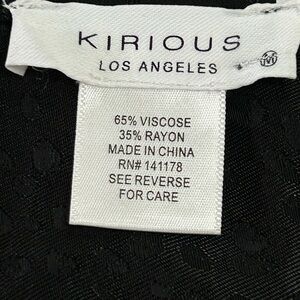 KIRIOUS
LOS ANGELES
M
65% VISCOSE
35% RAYON
MADE IN CHINA
RN# 141178
SEE REVERSE
FOR CARE